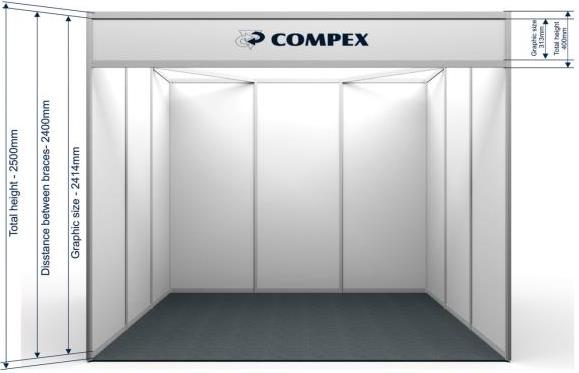 COMPEX
Graphic size
313mm
Total height
400mm
Total height - 2500mm
Disstance between braces- 2400mm
Graphic size - 2414mm